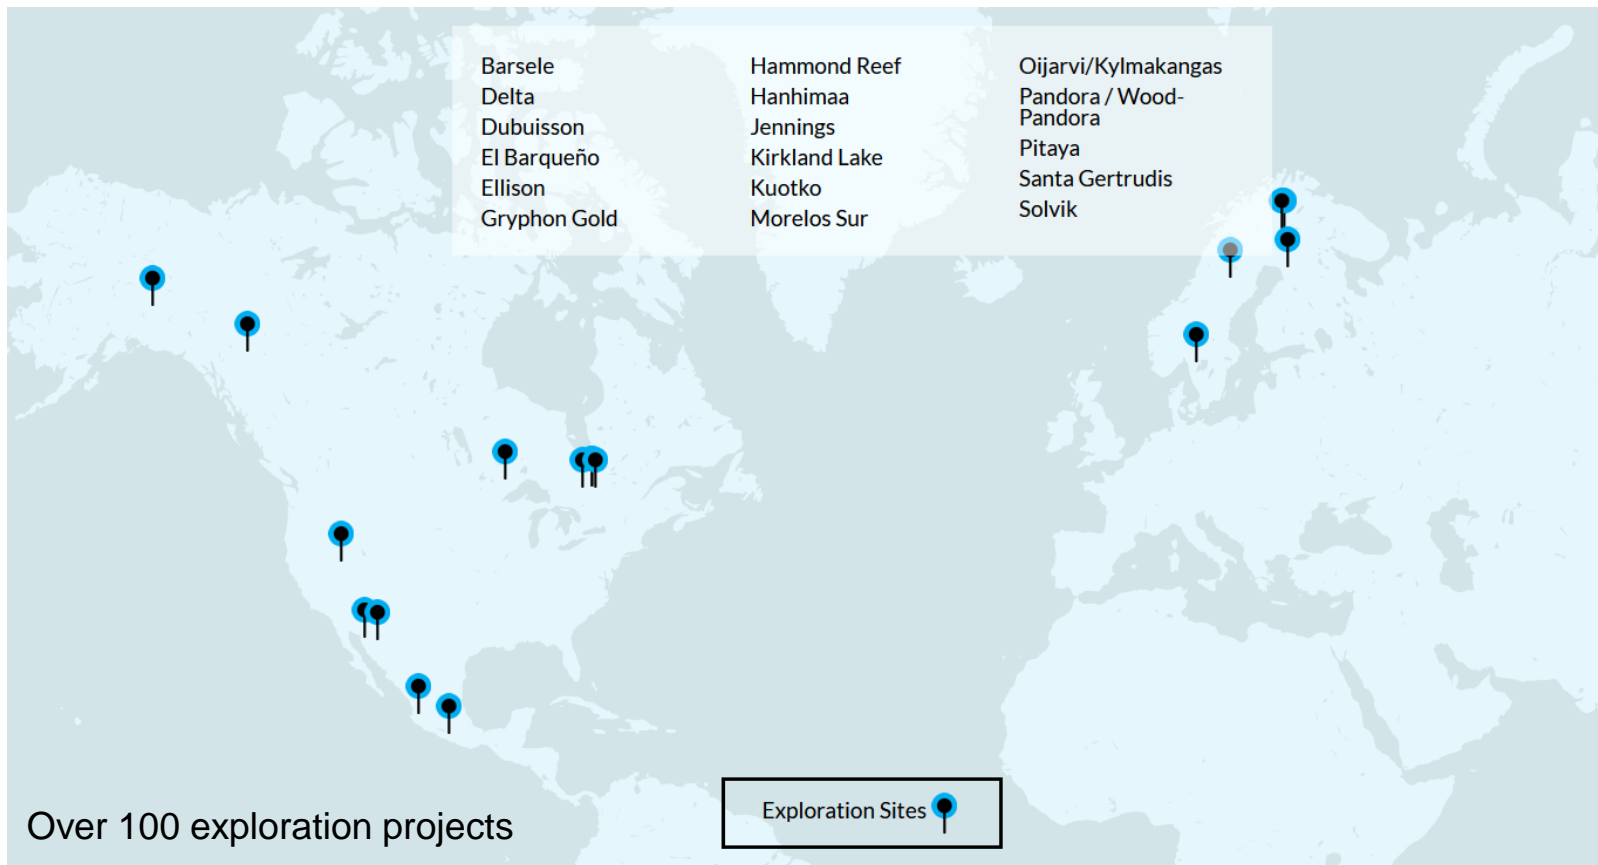 Barsele
Delta
Dubuisson
El Barqueño
Ellison
Gryphon Gold
Hammond Reef
Hanhimaa
Jennings
Kirkland Lake
Kuotko
Morelos Sur
Oijarvi/Kylmakangas
Pandora / Wood-
Pandora
Pitaya
Santa Gertrudis
Solvik
Exploration Sites
Over 100 exploration projects